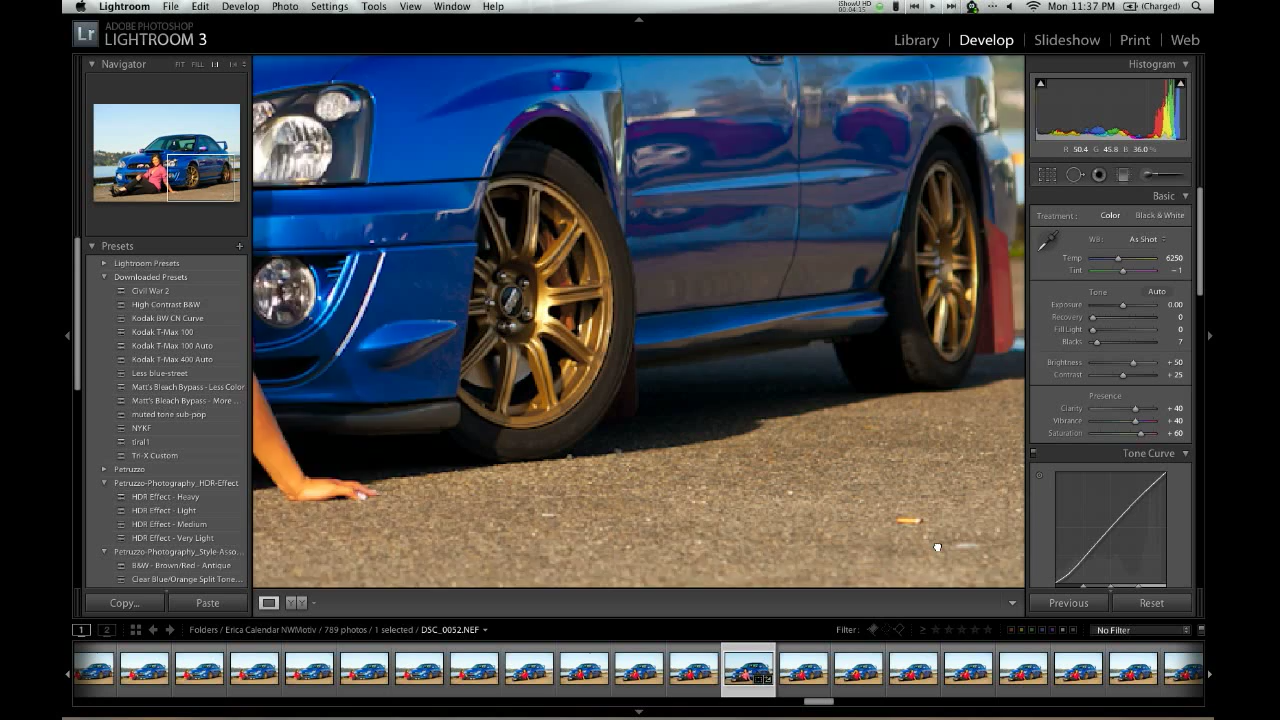 Lightroom File Edit Develop Photo Settings Tools View Window Help
iShowU HD
00:04:15
Mon 11:37 PM (Charged)
Lr
ADOBE PHOTOSHOP
LIGHTROOM 3
Library | Develop | Slideshow | Print | Web
Navigator FIT FILL 1:1
Histogram
R 50.4 G 45.8 B 36.0 %
Basic
Treatment : Color Black & White
WB: As Shot
Temp 6250
Tint − 1
Tone Auto
Exposure 0.00
Recovery 0
Fill Light 0
Blacks 7
Brightness + 50
Contrast + 25
Presence
Clarity + 40
Vibrance + 40
Saturation + 60
Tone Curve
Presets +
Lightroom Presets
Downloaded Presets
Civil War 2
High Contrast B&W
Kodak BW CN Curve
Kodak T-Max 100
Kodak T-Max 100 Auto
Kodak T-Max 400 Auto
Less blue-street
Matt's Bleach Bypass - Less Color
Matt's Bleach Bypass - More ...
muted tone sub-pop
NYKF
tiral1
Tri-X Custom
Petruzzo
Petruzzo-Photography_HDR-Effect
HDR Effect - Heavy
HDR Effect - Light
HDR Effect - Medium
HDR Effect - Very Light
Petruzzo-Photography_Style-Asso...
B&W - Brown/Red - Antique
Clear Blue/Orange Split Tone...
Copy... Paste
Previous Reset
1 2 Folders / Erica Calendar NWMotiv / 789 photos / 1 selected / DSC_0052.NEF
Filter: No Filter